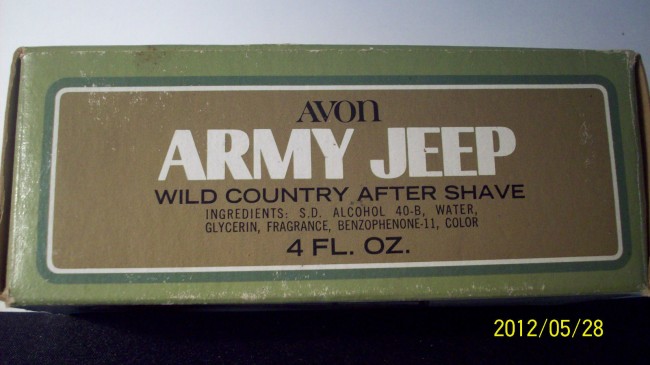 AVON
ARMY JEEP
WILD COUNTRY AFTER SHAVE
INGREDIENTS: S.D. ALCOHOL 40-B, WATER,
GLYCERIN, FRAGRANCE, BENZOPHENONE-11, COLOR
4 FL. OZ.
2012/05/28